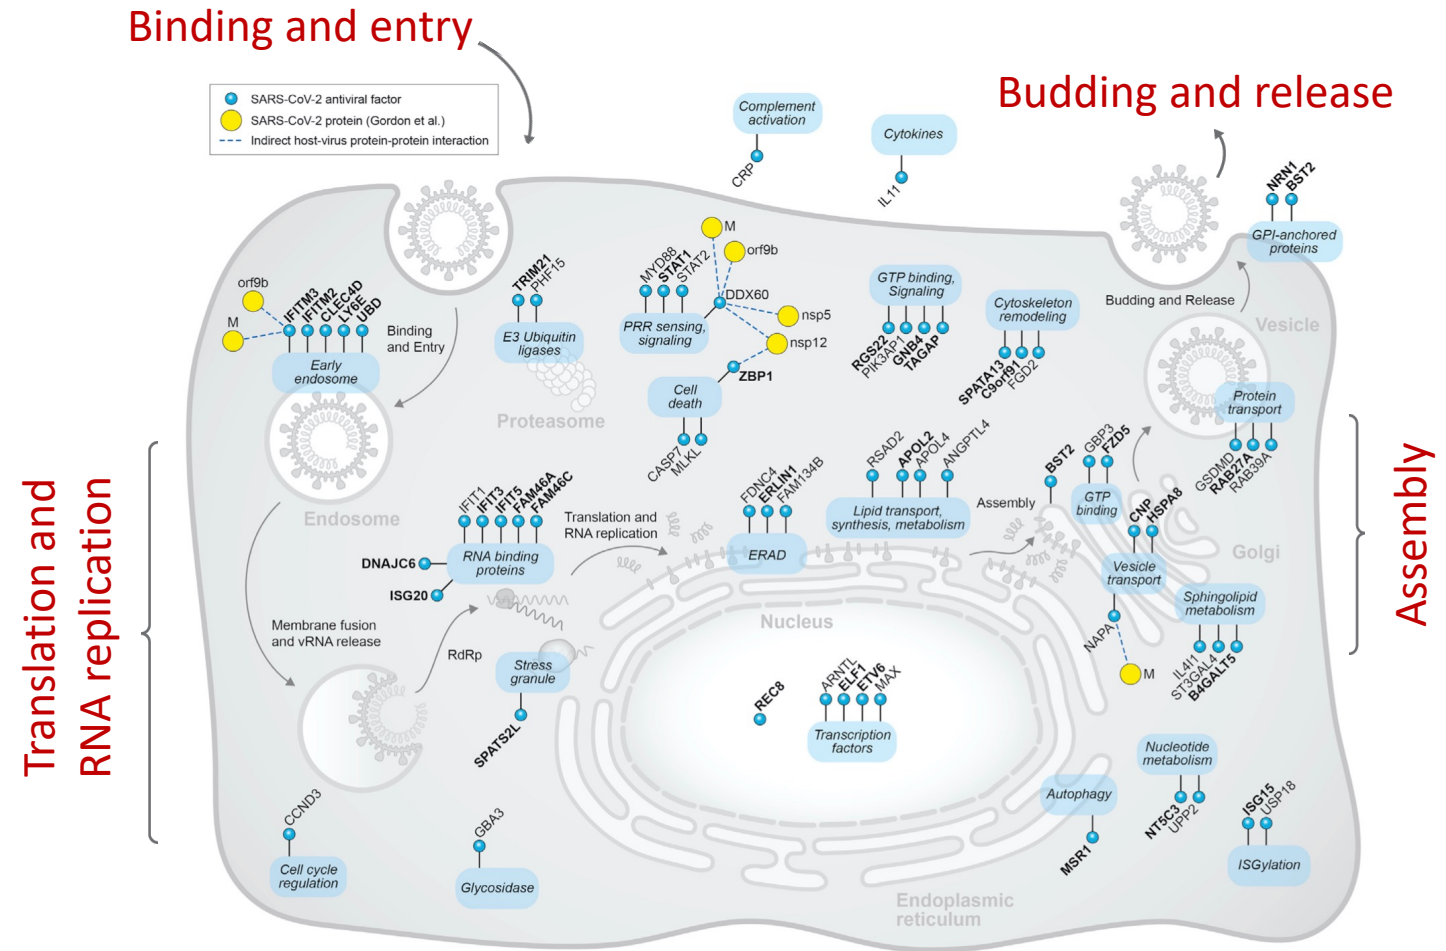 Binding and entry
Budding and release
SARS-CoV-2 antiviral factor
SARS-CoV-2 protein (Gordon et al.)
Indirect host-virus protein-protein interaction
Complement
activation
CRP
Cytokines
IL11
NRN1
BST2
GPI-anchored
proteins
orf9b
M
IFITM3
IFITM2
CLEC4D
LY6E
UBD
Early
endosome
Binding
and Entry
TRIM21
PHF15
E3 Ubiquitin
ligases
Proteasome
MYD88
STAT1
STAT2
PRR sensing,
signaling
DDX60
M
orf9b
nsp5
nsp12
ZBP1
Cell
death
CASP7
MLKL
GTP binding,
Signaling
RGS22
PIK3AP1
GNB4
TAGAP
Cytoskeleton
remodeling
SPATA13
C9orf91
FGD2
Budding and Release
Vesicle
Protein
transport
GSDMD
RAB27A
RAB39A
Endosome
Translation and
RNA replication
IFIT1
IFIT3
IFIT5
FAM46A
FAM46C
RNA binding
proteins
DNAJC6
ISG20
Translation and
RNA replication
FDNC4
ERLIN1
FAM134B
ERAD
RSAD2
APOL2
APOL4
ANGPTL4
Lipid transport,
synthesis, metabolism
Assembly
BST2
GBP3
FZD5
GTP
binding
CNP
HSPA8
Vesicle
transport
NAPA
M
Golgi
Sphingolipid
metabolism
IL4I1
ST3GAL4
B4GALT5
Assembly
Membrane fusion
and vRNA release
RdRp
Stress
granule
SPATS2L
Nucleus
REC8
ARNTL
ELF1
ETV6
MAX
Transcription
factors
Nucleotide
metabolism
NT5C3
UPP2
Autophagy
MSR1
ISG15
USP18
ISGylation
CCND3
Cell cycle
regulation
GBA3
Glycosidase
Endoplasmic
reticulum